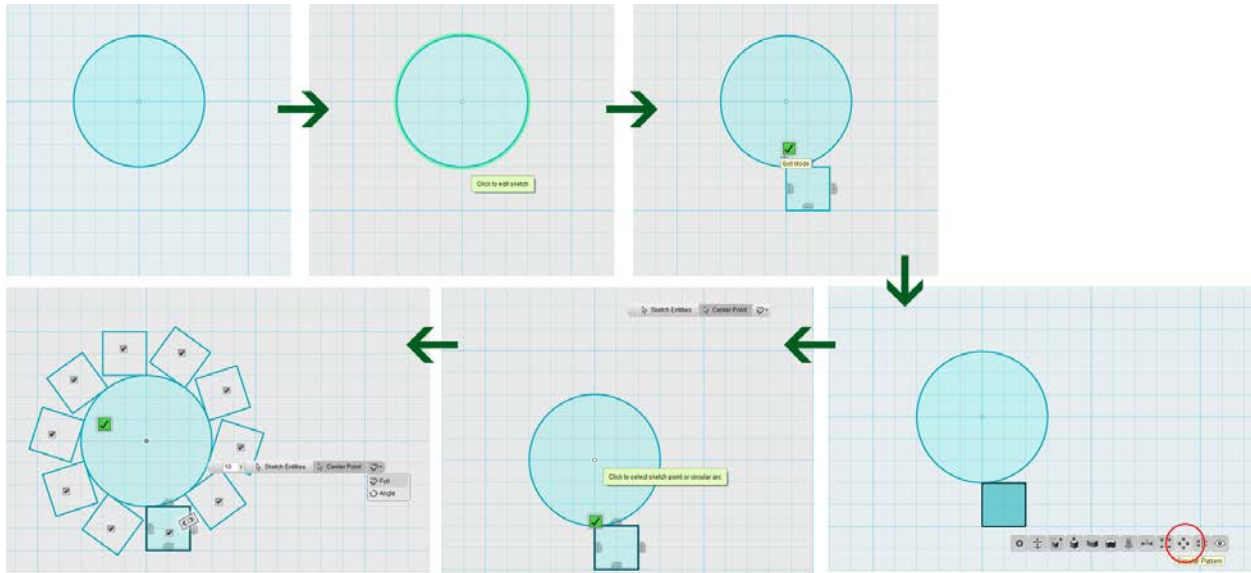 Click to edit sketch
Exit Mode
Circular Pattern
Sketch Entities
Center Point
Click to select sketch point or circular arc
10
Sketch Entities
Center Point
Full
Angle